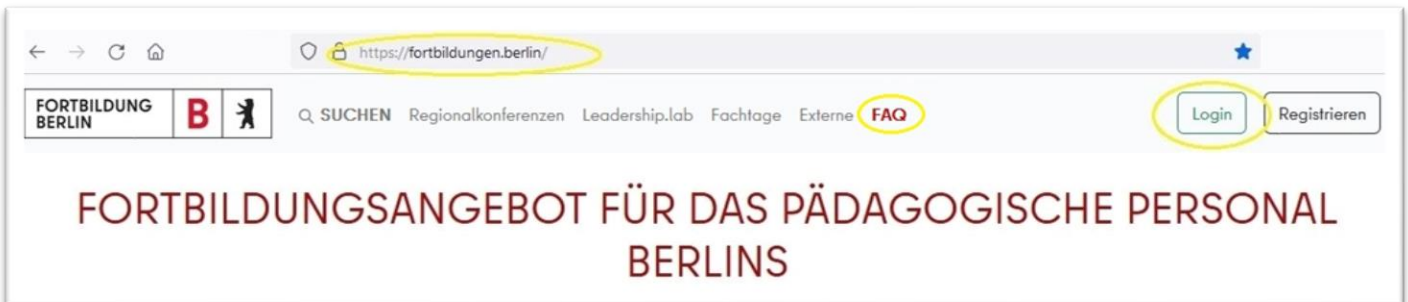 https://fortbildungen.berlin/
FORTBILDUNG
BERLIN
B
SUCHEN Regionalkonferenzen Leadership.lab Fachtage Externe FAQ
Login Registrieren
FORTBILDUNGSANGEBOT FÜR DAS PÄDAGOGISCHE PERSONAL
BERLINS